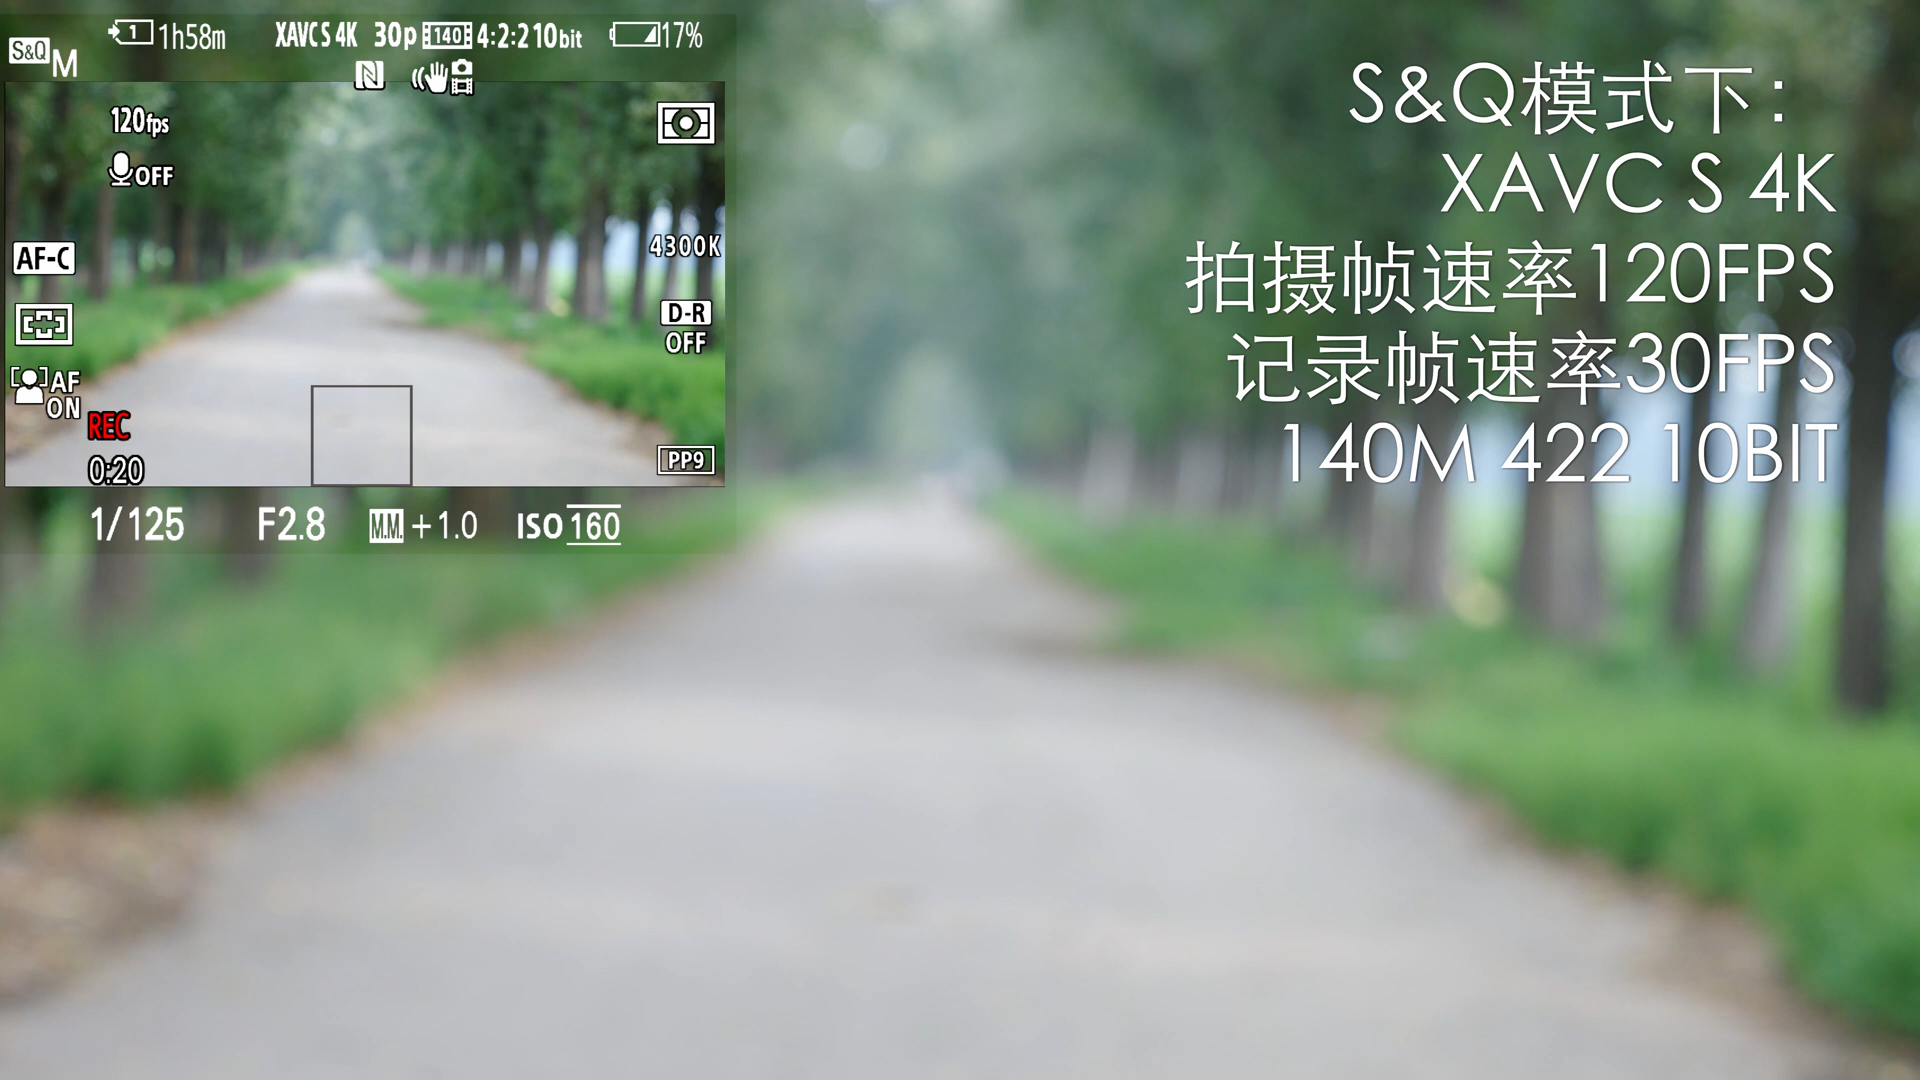 S&Q M
1 1h58m XAVC S 4K 30p 140 4:2:2 10bit 17%
120fps
OFF
4300K
AF-C
D-R
OFF
AF
ON
REC
0:20
PP9
1/125 F2.8 M.M. +1.0 ISO 160
S&Q模式下：
XAVC S 4K
拍摄帧速率120FPS
记录帧速率30FPS
140M 422 10BIT